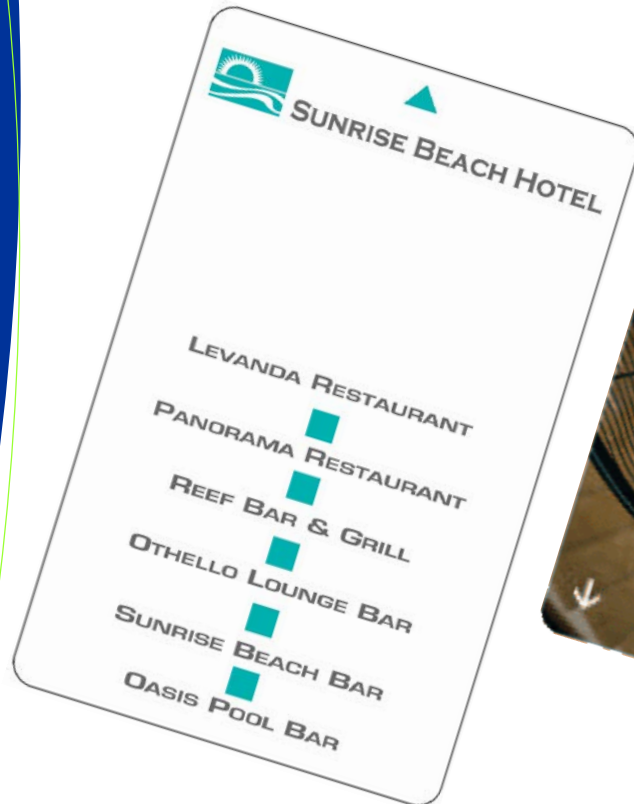 SUNRISE BEACH HOTEL
LEVANDA RESTAURANT
PANORAMA RESTAURANT
REEF BAR & GRILL
OTHELLO LOUNGE BAR
SUNRISE BEACH BAR
OASIS POOL BAR